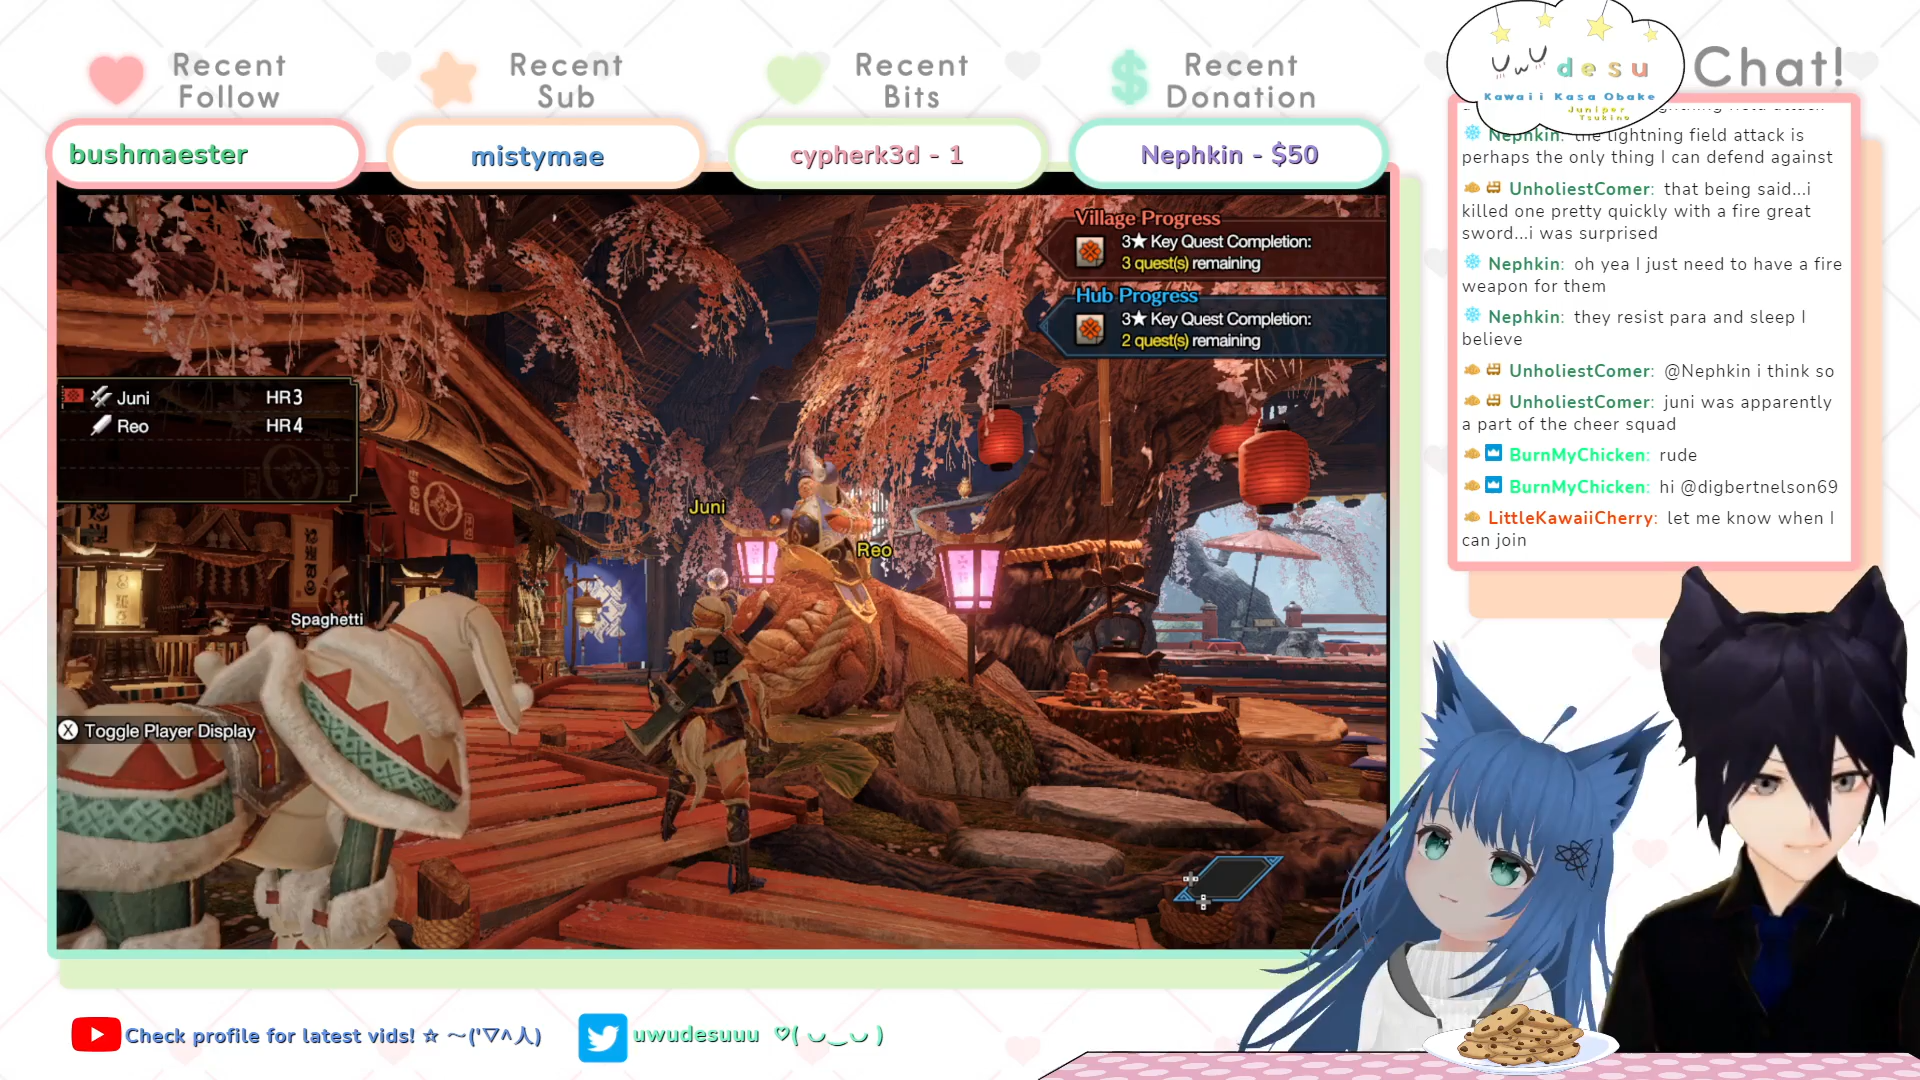 Recent
Follow
Recent
Sub
Recent
Bits
Recent
Donation
uwu desu
Kawaii Kasa Obake
Juniper
Tsukino
Chat!
bushmaester
mistymae
cypherk3d - 1
Nephkin - $50
Village Progress
3★ Key Quest Completion:
3 quest(s) remaining
Hub Progress
3★ Key Quest Completion:
2 quest(s) remaining
Juni HR3
Reo HR4
Juni
Reo
Spaghetti
X Toggle Player Display
Nephkin: the lightning field attack is
perhaps the only thing I can defend against
UnholiestComer: that being said...i
killed one pretty quickly with a fire great
sword...i was surprised
Nephkin: oh yea I just need to have a fire
weapon for them
Nephkin: they resist para and sleep I
believe
UnholiestComer: @Nephkin i think so
UnholiestComer: juni was apparently
a part of the cheer squad
BurnMyChicken: rude
BurnMyChicken: hi @digbertnelson69
LittleKawaiiCherry: let me know when I
can join
Check profile for latest vids! ☆ ～('▽^人)
uwudesuuu ♡( ◡‿◡ )